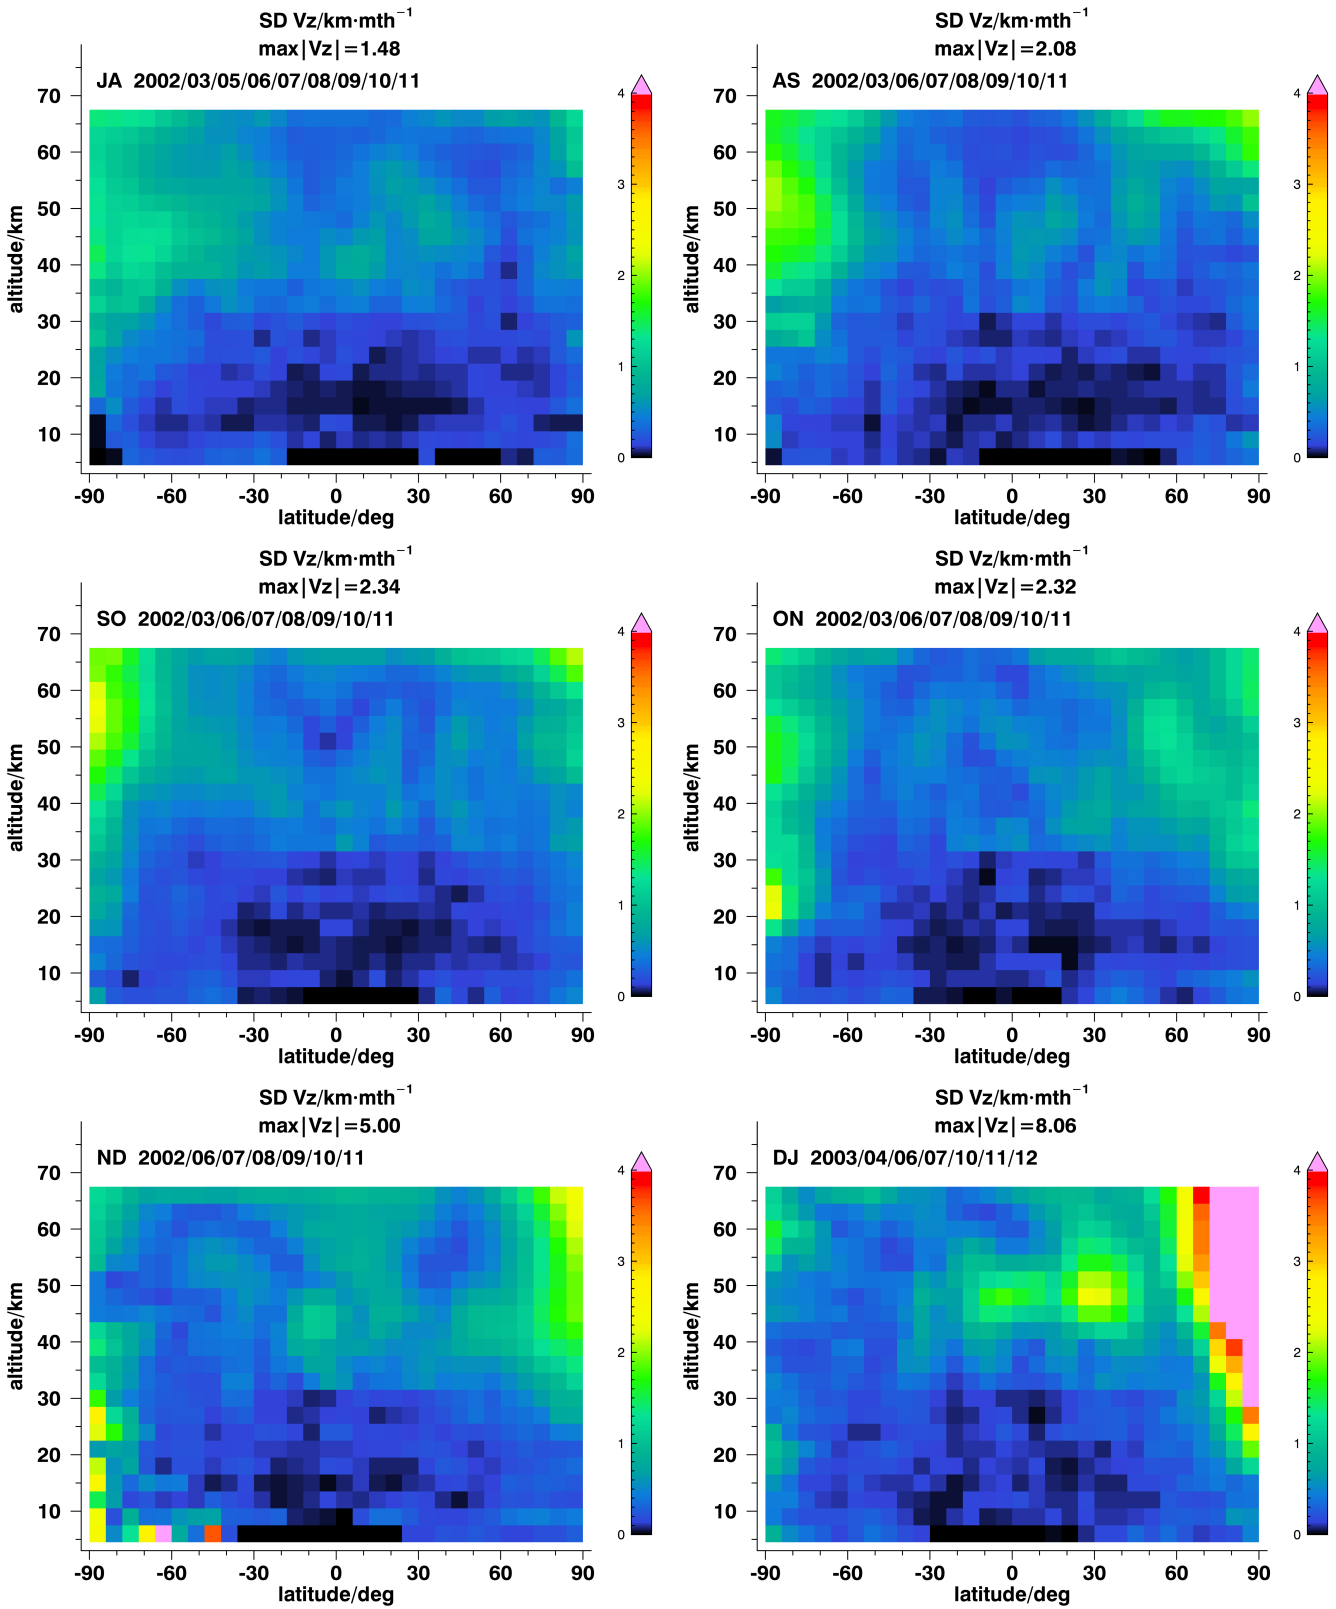 SD Vz/km·mth⁻¹
max|Vz|=1.48
JA 2002/03/05/06/07/08/09/10/11
altitude/km
70
60
50
40
30
20
10
-90 -30 0 30 90
-60 60
latitude/deg
4
3
2
1
0
SD Vz/km·mth⁻¹
max|Vz|=2.08
AS 2002/03/06/07/08/09/10/11
altitude/km
70
60
50
40
30
20
10
-90 -30 0 30 60 90
latitude/deg
4
3
2
1
0
SD Vz/km·mth⁻¹
max|Vz|=2.34
SO 2002/03/06/07/08/09/10/11
altitude/km
70
60
50
40
30
20
10
-90 -60 -30 0 30 60 90
latitude/deg
4
3
2
1
0
SD Vz/km·mth⁻¹
max|Vz|=2.32
ON 2002/03/06/07/08/09/10/11
altitude/km
70
60
50
40
30
20
10
-90 -60 -30 0 30 60 90
latitude/deg
4
3
2
1
0
SD Vz/km·mth⁻¹
max|Vz|=5.00
ND 2002/06/07/08/09/10/11
altitude/km
70
60
50
40
30
20
10
-90 -60 -30 0 30 60 90
latitude/deg
4
3
2
1
0
SD Vz/km·mth⁻¹
max|Vz|=8.06
DJ 2003/04/06/07/10/11/12
altitude/km
70
60
50
40
30
20
10
-90 -60 -30 0 30 60 90
latitude/deg
4
3
2
1
0